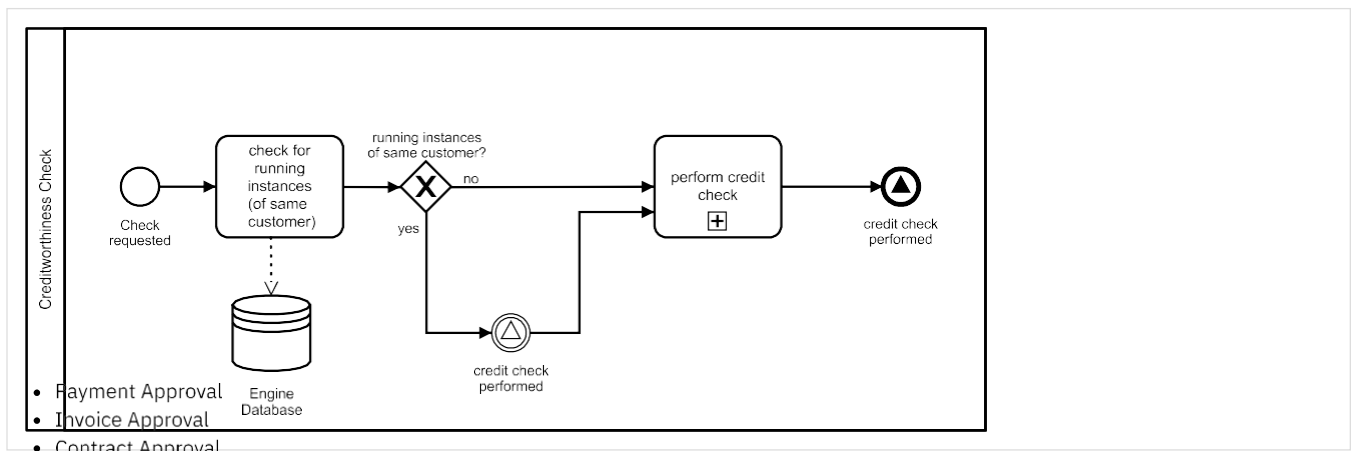 Creditworthiness Check
Check
requested
check for
running
instances
(of same
customer)
Engine
Database
running instances
of same customer?
no
yes
credit check
performed
perform credit
check
credit check
performed
Payment Approval
Invoice Approval
Contract Approval